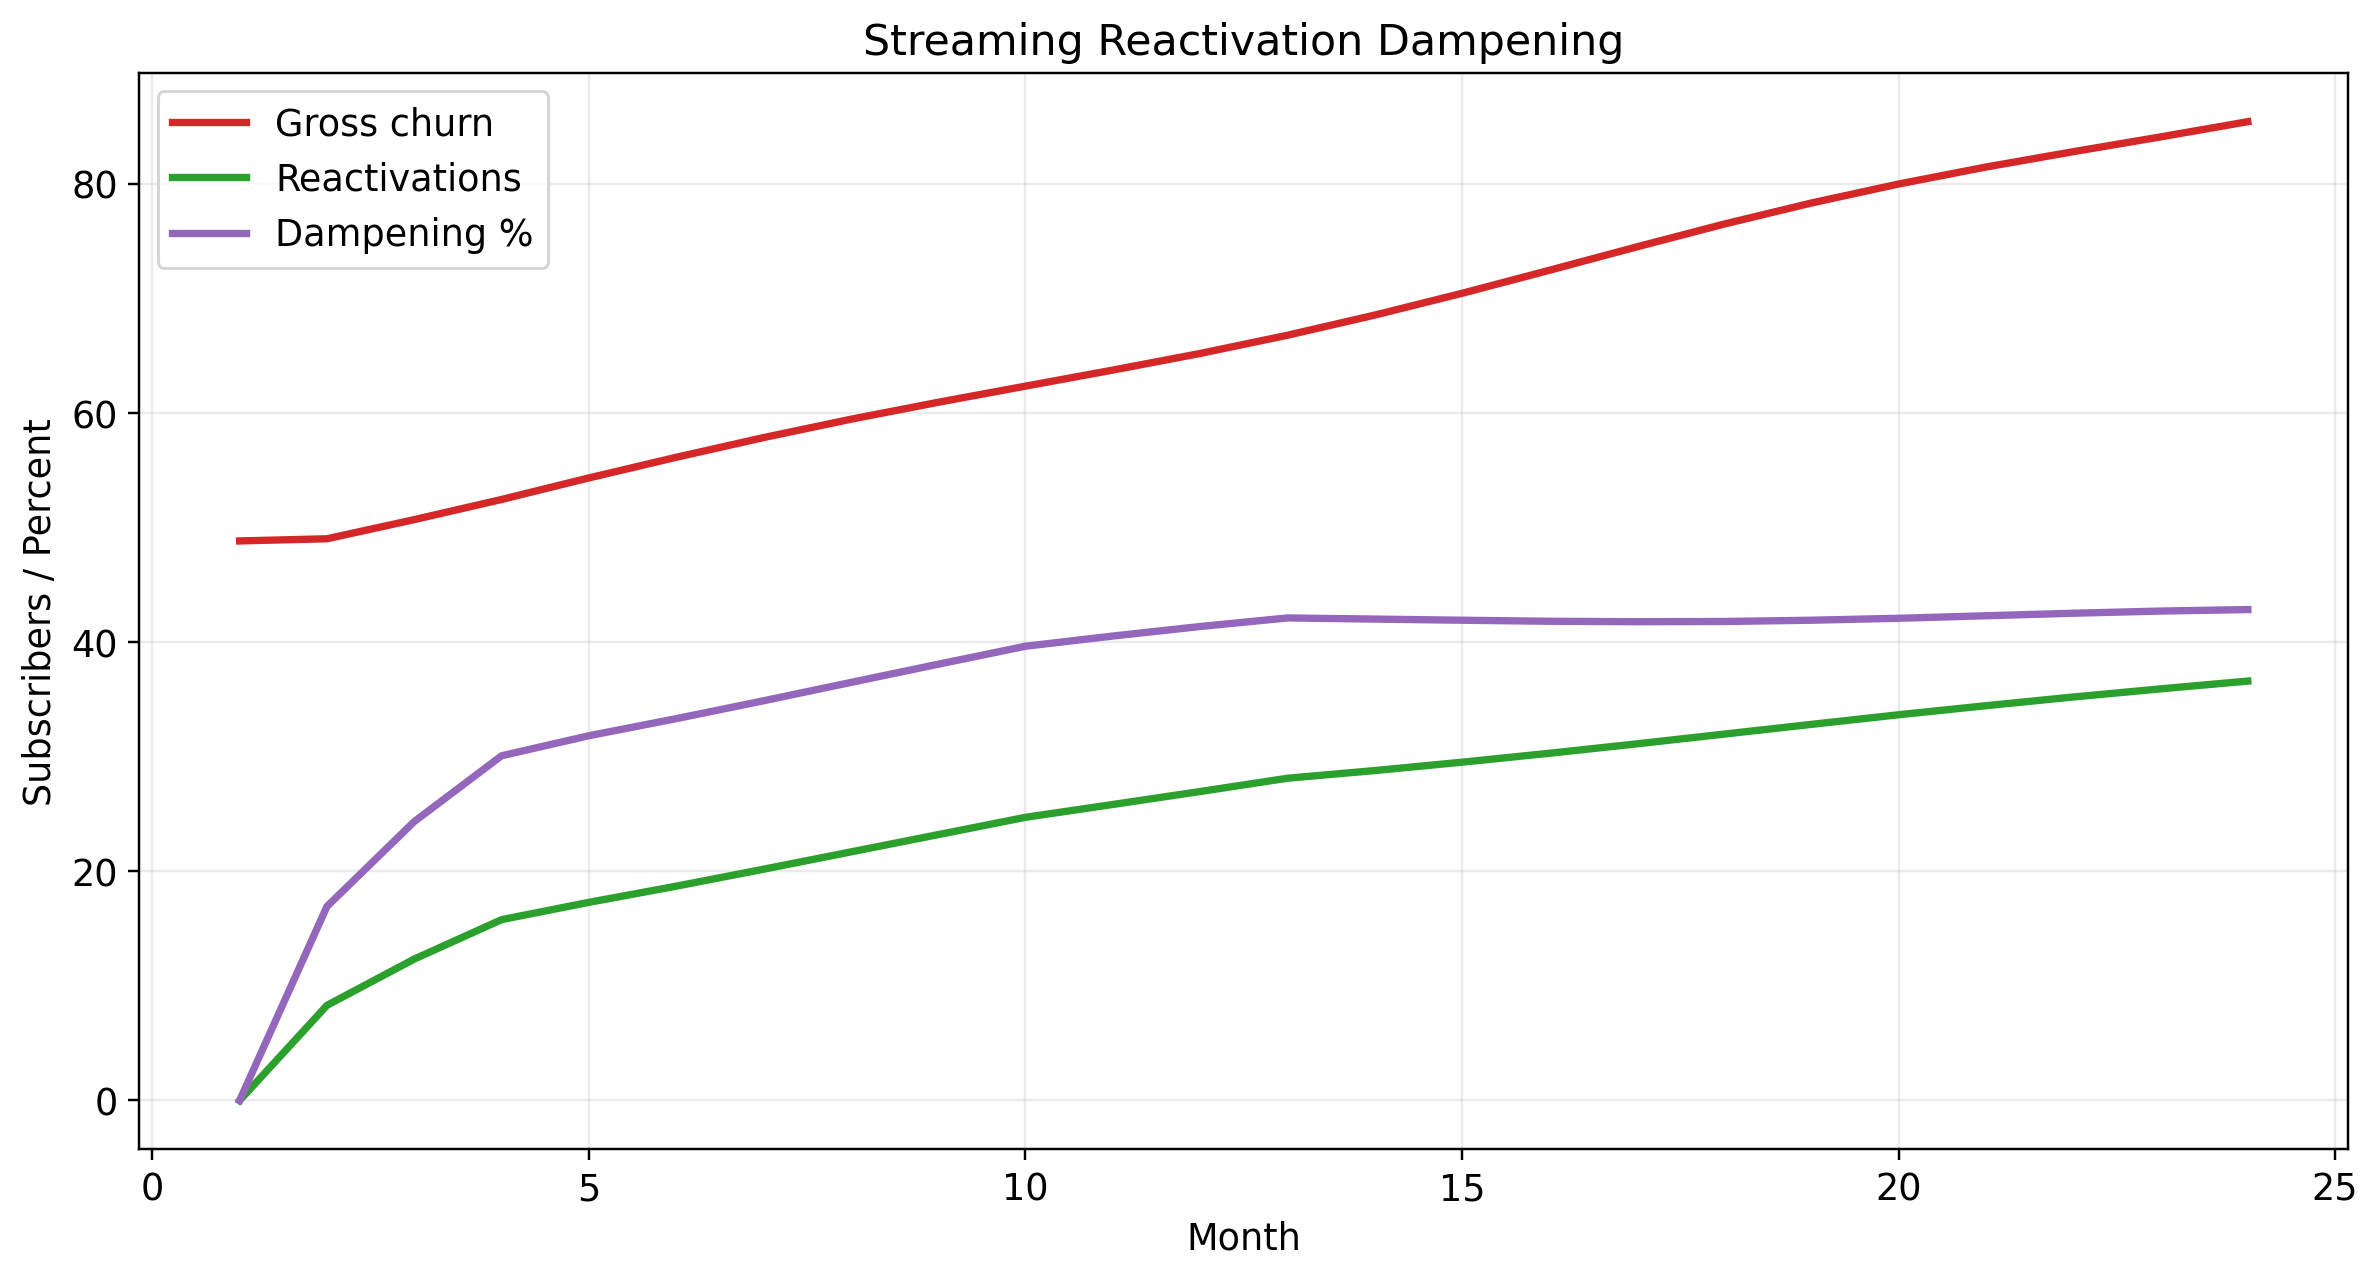 Streaming Reactivation Dampening
Gross churn
Reactivations
Dampening %
Subscribers / Percent
80
60
40
20
0
0 5 10 15 20 25
Month